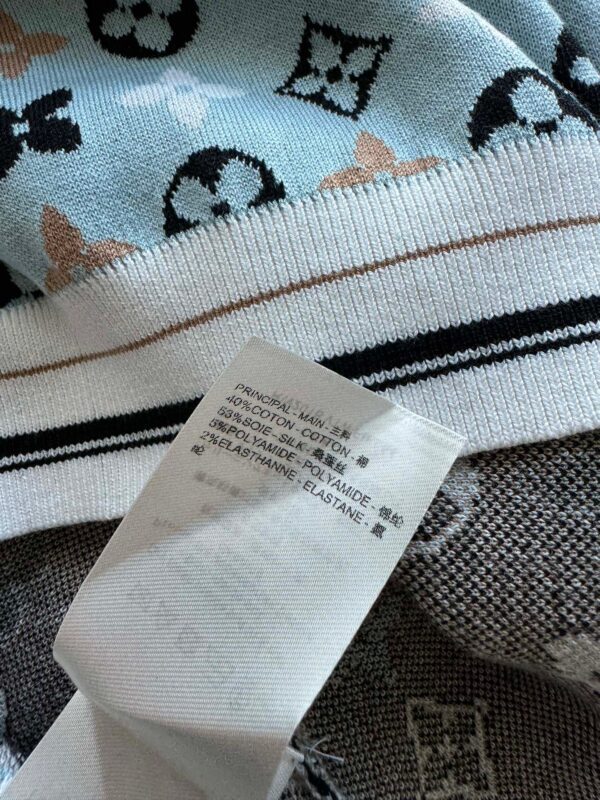 PRINCIPAL - MAIN - 主料
40%COTON - COTTON - 棉
53%SOIE - SILK - 桑蚕丝
5%POLYAMIDE - POLYAMIDE - 锦纶
2%ELASTHANNE - ELASTANE - 氨
纶